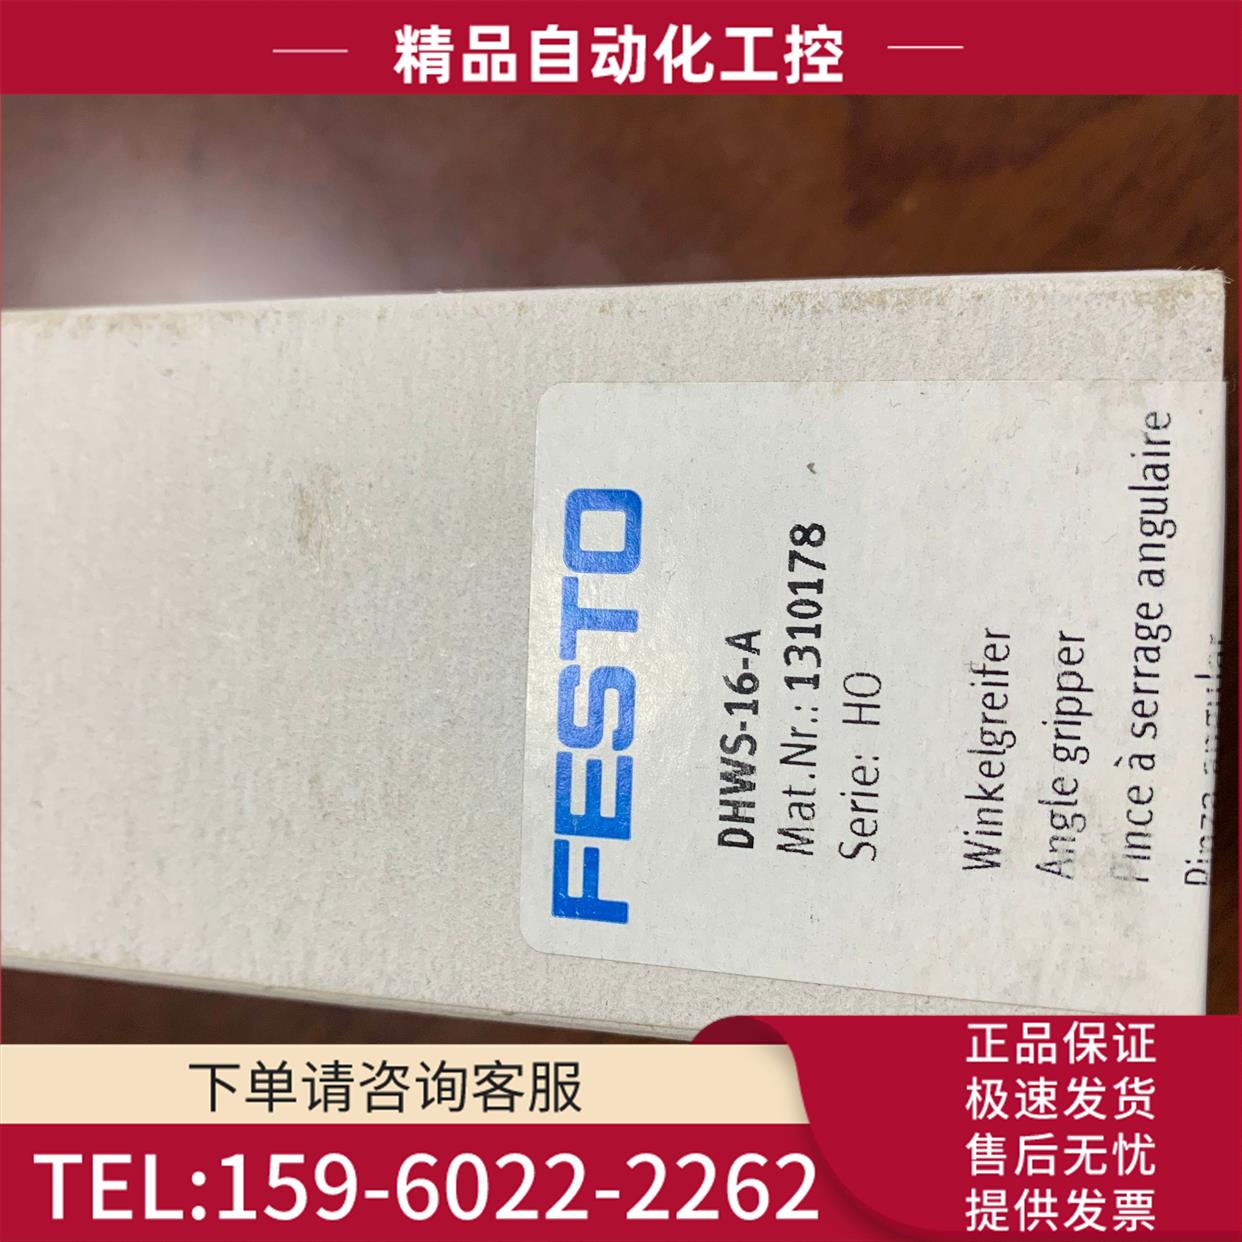 精品自动化工控
FESTO
DHWS-16-A
Mat.Nr.: 1310178
Serie: HO
Winkelgreifer
Angle gripper
Pince à serrage angulaire
Pinza angular
下单请咨询客服
TEL:159-6022-2262
正品保证
极速发货
售后无忧
提供发票